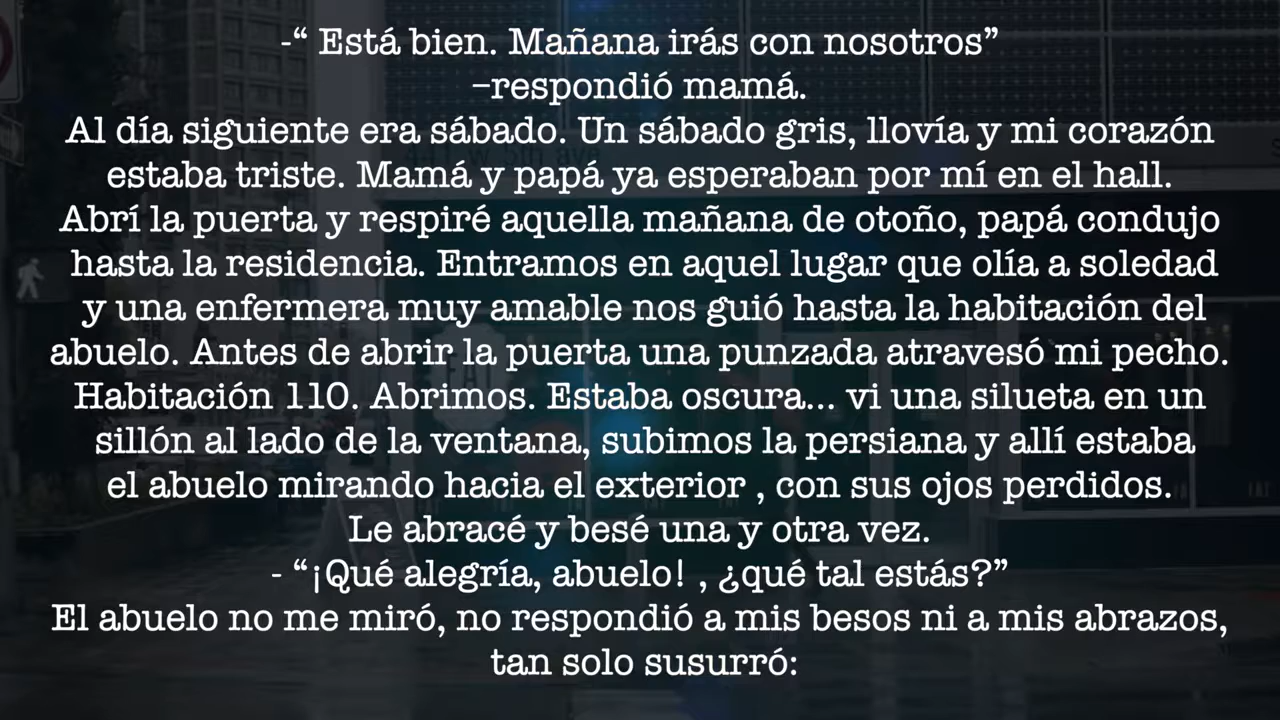 -“ Está bien. Mañana irás con nosotros”
–respondió mamá.
Al día siguiente era sábado. Un sábado gris, llovía y mi corazón
estaba triste. Mamá y papá ya esperaban por mí en el hall.
Abrí la puerta y respiré aquella mañana de otoño, papá condujo
hasta la residencia. Entramos en aquel lugar que olía a soledad
y una enfermera muy amable nos guió hasta la habitación del
abuelo. Antes de abrir la puerta una punzada atravesó mi pecho.
Habitación 110. Abrimos. Estaba oscura... vi una silueta en un
sillón al lado de la ventana, subimos la persiana y allí estaba
el abuelo mirando hacia el exterior , con sus ojos perdidos.
Le abracé y besé una y otra vez.
- “¡Qué alegría, abuelo! , ¿qué tal estás?”
El abuelo no me miró, no respondió a mis besos ni a mis abrazos,
tan solo susurró: